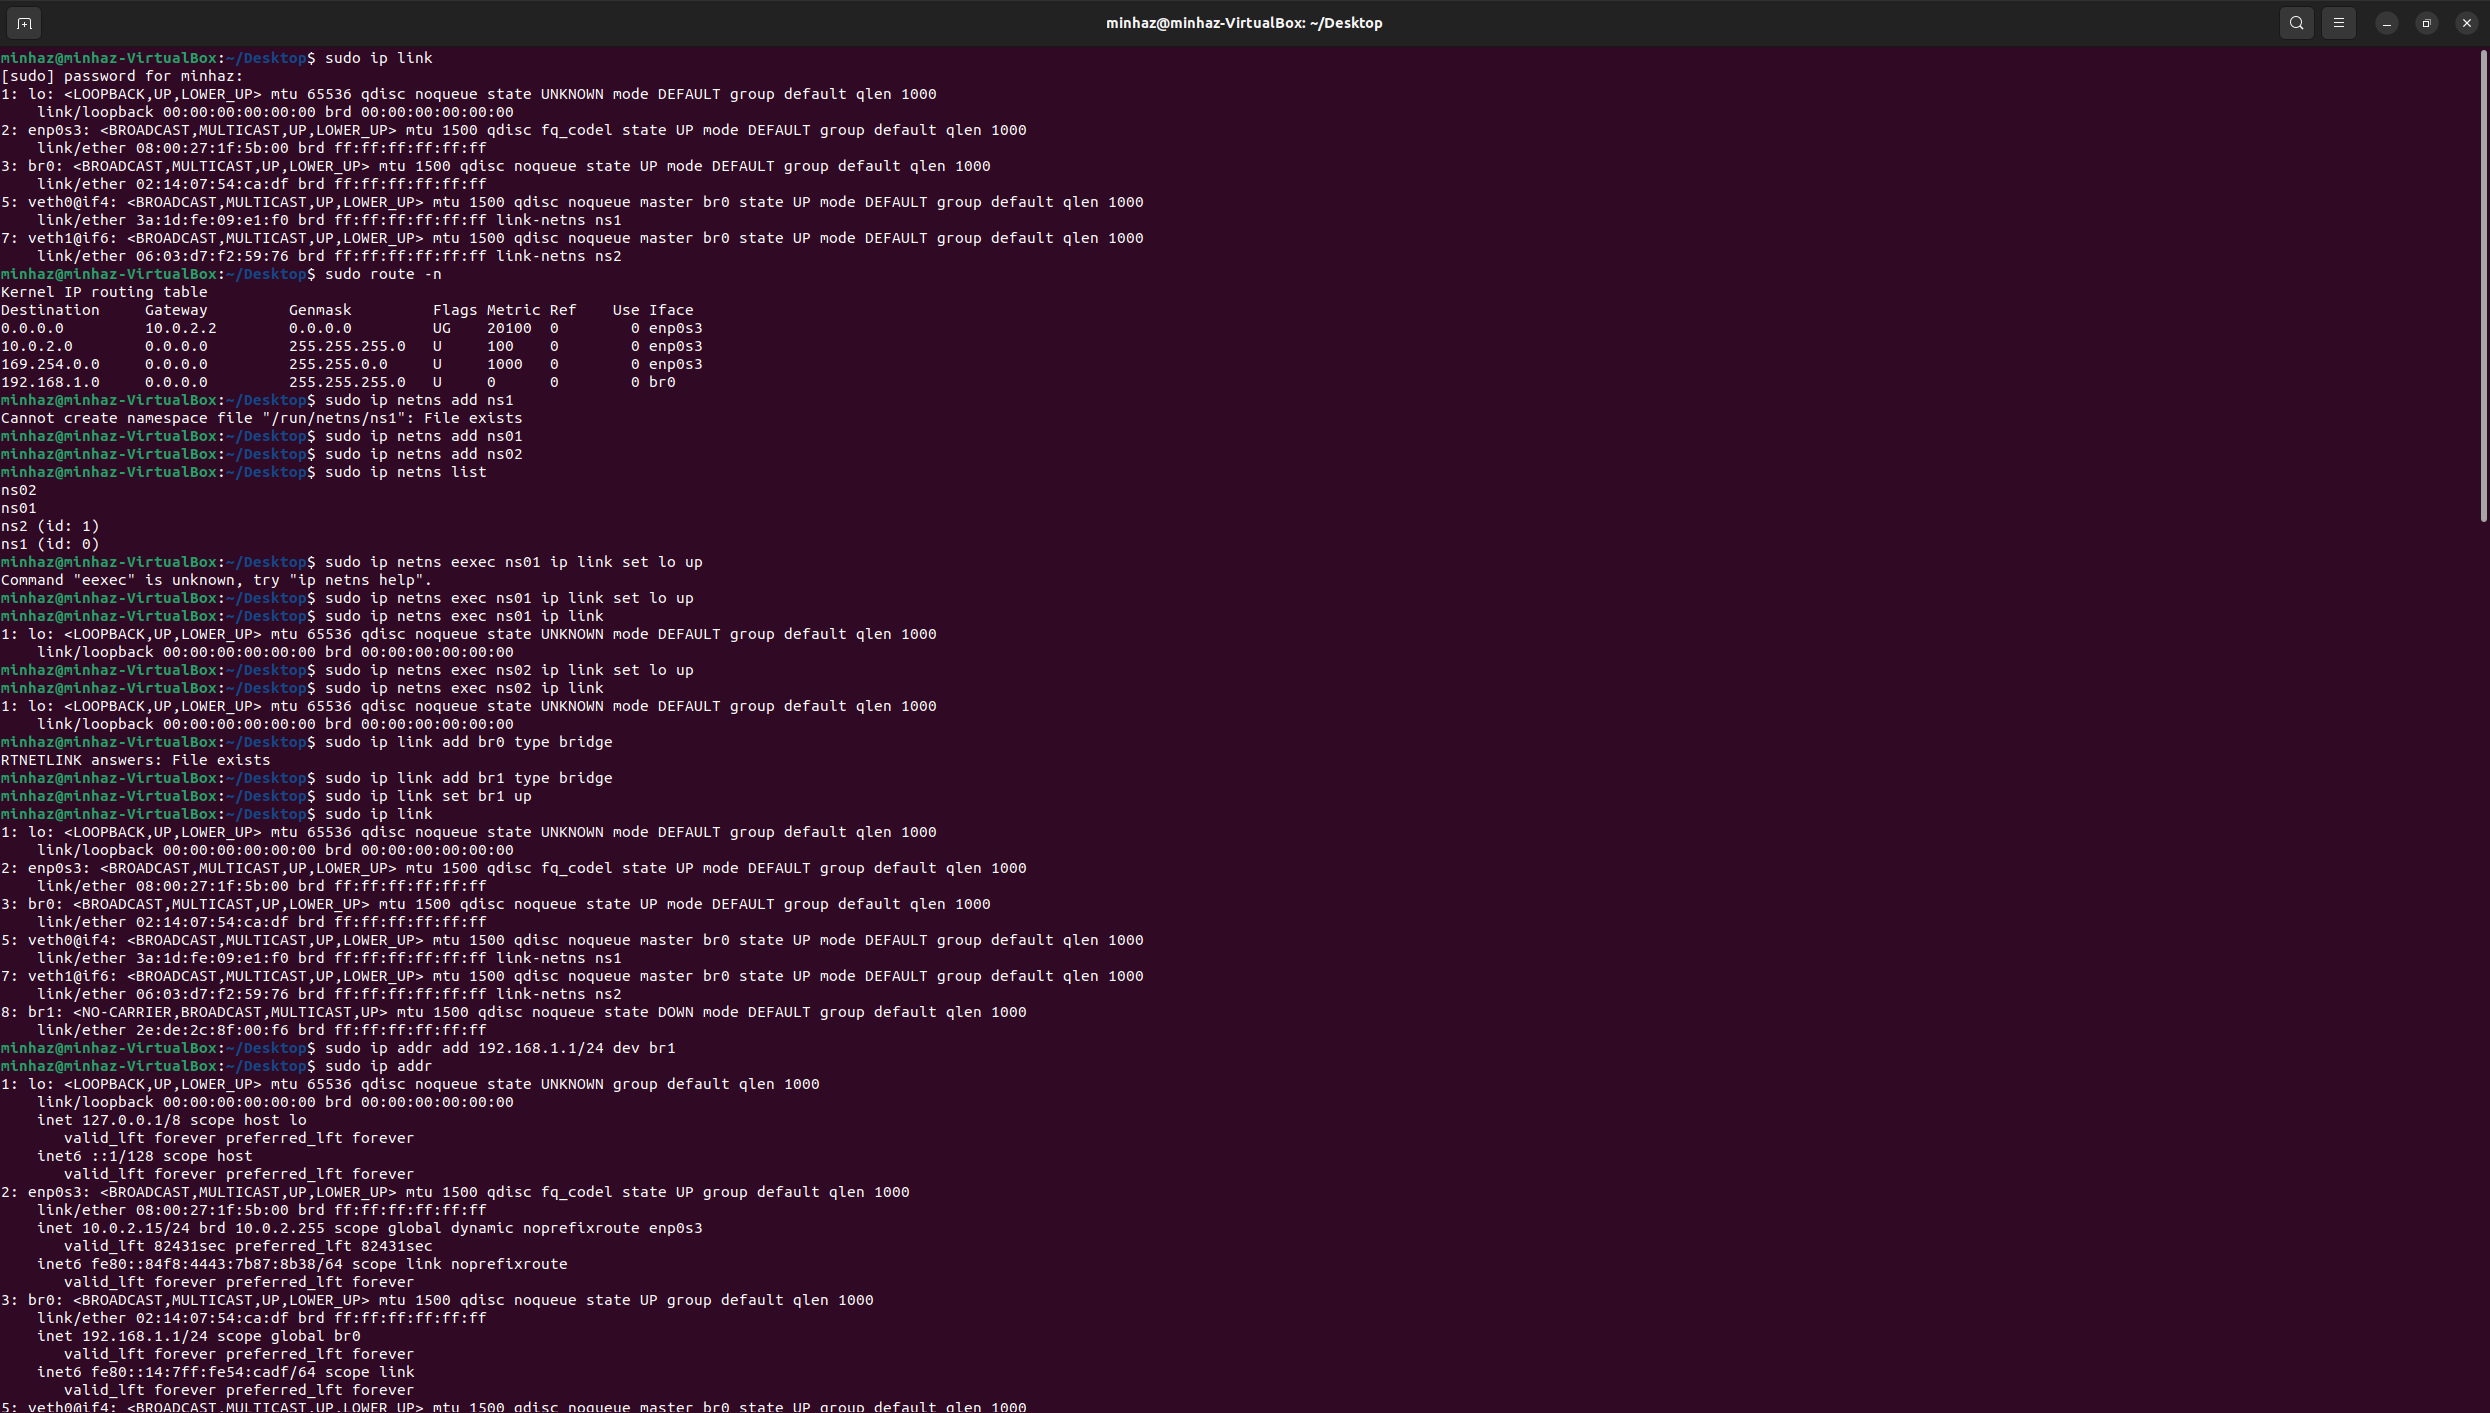 minhaz@minhaz-VirtualBox: ~/Desktop
minhaz@minhaz-VirtualBox:~/Desktop$ sudo ip link
[sudo] password for minhaz:
1: lo: <LOOPBACK,UP,LOWER_UP> mtu 65536 qdisc noqueue state UNKNOWN mode DEFAULT group default qlen 1000
    link/loopback 00:00:00:00:00:00 brd 00:00:00:00:00:00
2: enp0s3: <BROADCAST,MULTICAST,UP,LOWER_UP> mtu 1500 qdisc fq_codel state UP mode DEFAULT group default qlen 1000
    link/ether 08:00:27:1f:5b:00 brd ff:ff:ff:ff:ff:ff
3: br0: <BROADCAST,MULTICAST,UP,LOWER_UP> mtu 1500 qdisc noqueue state UP mode DEFAULT group default qlen 1000
    link/ether 02:14:07:54:ca:df brd ff:ff:ff:ff:ff:ff
5: veth0@if4: <BROADCAST,MULTICAST,UP,LOWER_UP> mtu 1500 qdisc noqueue master br0 state UP mode DEFAULT group default qlen 1000
    link/ether 3a:1d:fe:09:e1:f0 brd ff:ff:ff:ff:ff:ff link-netns ns1
7: veth1@if6: <BROADCAST,MULTICAST,UP,LOWER_UP> mtu 1500 qdisc noqueue master br0 state UP mode DEFAULT group default qlen 1000
    link/ether 06:03:d7:f2:59:76 brd ff:ff:ff:ff:ff:ff link-netns ns2
minhaz@minhaz-VirtualBox:~/Desktop$ sudo route -n
Kernel IP routing table
Destination     Gateway         Genmask         Flags Metric Ref    Use Iface
0.0.0.0         10.0.2.2        0.0.0.0         UG    20100  0        0 enp0s3
10.0.2.0        0.0.0.0         255.255.255.0   U     100    0        0 enp0s3
169.254.0.0     0.0.0.0         255.255.0.0     U     1000   0        0 enp0s3
192.168.1.0     0.0.0.0         255.255.255.0   U     0      0        0 br0
minhaz@minhaz-VirtualBox:~/Desktop$ sudo ip netns add ns1
Cannot create namespace file "/run/netns/ns1": File exists
minhaz@minhaz-VirtualBox:~/Desktop$ sudo ip netns add ns01
minhaz@minhaz-VirtualBox:~/Desktop$ sudo ip netns add ns02
minhaz@minhaz-VirtualBox:~/Desktop$ sudo ip netns list
ns02
ns01
ns2 (id: 1)
ns1 (id: 0)
minhaz@minhaz-VirtualBox:~/Desktop$ sudo ip netns eexec ns01 ip link set lo up
Command "eexec" is unknown, try "ip netns help".
minhaz@minhaz-VirtualBox:~/Desktop$ sudo ip netns exec ns01 ip link set lo up
minhaz@minhaz-VirtualBox:~/Desktop$ sudo ip netns exec ns01 ip link
1: lo: <LOOPBACK,UP,LOWER_UP> mtu 65536 qdisc noqueue state UNKNOWN mode DEFAULT group default qlen 1000
    link/loopback 00:00:00:00:00:00 brd 00:00:00:00:00:00
minhaz@minhaz-VirtualBox:~/Desktop$ sudo ip netns exec ns02 ip link set lo up
minhaz@minhaz-VirtualBox:~/Desktop$ sudo ip netns exec ns02 ip link
1: lo: <LOOPBACK,UP,LOWER_UP> mtu 65536 qdisc noqueue state UNKNOWN mode DEFAULT group default qlen 1000
    link/loopback 00:00:00:00:00:00 brd 00:00:00:00:00:00
minhaz@minhaz-VirtualBox:~/Desktop$ sudo ip link add br0 type bridge
RTNETLINK answers: File exists
minhaz@minhaz-VirtualBox:~/Desktop$ sudo ip link add br1 type bridge
minhaz@minhaz-VirtualBox:~/Desktop$ sudo ip link set br1 up
minhaz@minhaz-VirtualBox:~/Desktop$ sudo ip link
1: lo: <LOOPBACK,UP,LOWER_UP> mtu 65536 qdisc noqueue state UNKNOWN mode DEFAULT group default qlen 1000
    link/loopback 00:00:00:00:00:00 brd 00:00:00:00:00:00
2: enp0s3: <BROADCAST,MULTICAST,UP,LOWER_UP> mtu 1500 qdisc fq_codel state UP mode DEFAULT group default qlen 1000
    link/ether 08:00:27:1f:5b:00 brd ff:ff:ff:ff:ff:ff
3: br0: <BROADCAST,MULTICAST,UP,LOWER_UP> mtu 1500 qdisc noqueue state UP mode DEFAULT group default qlen 1000
    link/ether 02:14:07:54:ca:df brd ff:ff:ff:ff:ff:ff
5: veth0@if4: <BROADCAST,MULTICAST,UP,LOWER_UP> mtu 1500 qdisc noqueue master br0 state UP mode DEFAULT group default qlen 1000
    link/ether 3a:1d:fe:09:e1:f0 brd ff:ff:ff:ff:ff:ff link-netns ns1
7: veth1@if6: <BROADCAST,MULTICAST,UP,LOWER_UP> mtu 1500 qdisc noqueue master br0 state UP mode DEFAULT group default qlen 1000
    link/ether 06:03:d7:f2:59:76 brd ff:ff:ff:ff:ff:ff link-netns ns2
8: br1: <NO-CARRIER,BROADCAST,MULTICAST,UP> mtu 1500 qdisc noqueue state DOWN mode DEFAULT group default qlen 1000
    link/ether 2e:de:2c:8f:00:f6 brd ff:ff:ff:ff:ff:ff
minhaz@minhaz-VirtualBox:~/Desktop$ sudo ip addr add 192.168.1.1/24 dev br1
minhaz@minhaz-VirtualBox:~/Desktop$ sudo ip addr
1: lo: <LOOPBACK,UP,LOWER_UP> mtu 65536 qdisc noqueue state UNKNOWN group default qlen 1000
    link/loopback 00:00:00:00:00:00 brd 00:00:00:00:00:00
    inet 127.0.0.1/8 scope host lo
       valid_lft forever preferred_lft forever
    inet6 ::1/128 scope host
       valid_lft forever preferred_lft forever
2: enp0s3: <BROADCAST,MULTICAST,UP,LOWER_UP> mtu 1500 qdisc fq_codel state UP group default qlen 1000
    link/ether 08:00:27:1f:5b:00 brd ff:ff:ff:ff:ff:ff
    inet 10.0.2.15/24 brd 10.0.2.255 scope global dynamic noprefixroute enp0s3
       valid_lft 82431sec preferred_lft 82431sec
    inet6 fe80::84f8:4443:7b87:8b38/64 scope link noprefixroute
       valid_lft forever preferred_lft forever
3: br0: <BROADCAST,MULTICAST,UP,LOWER_UP> mtu 1500 qdisc noqueue state UP group default qlen 1000
    link/ether 02:14:07:54:ca:df brd ff:ff:ff:ff:ff:ff
    inet 192.168.1.1/24 scope global br0
       valid_lft forever preferred_lft forever
    inet6 fe80::14:7ff:fe54:cadf/64 scope link
       valid_lft forever preferred_lft forever
5: veth0@if4: <BROADCAST,MULTICAST,UP,LOWER_UP> mtu 1500 qdisc noqueue master br0 state UP group default qlen 1000